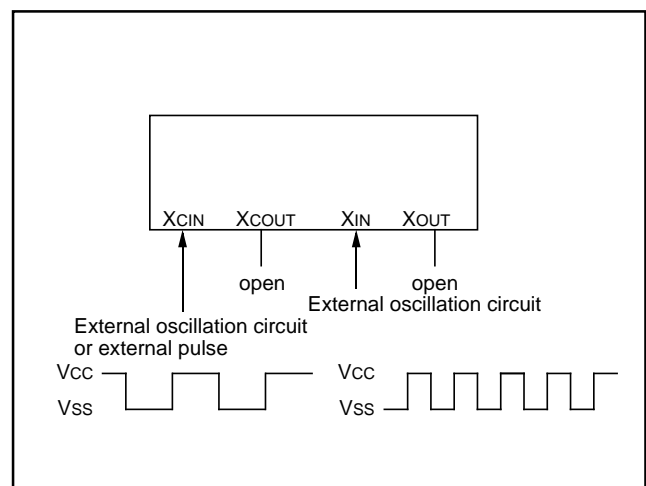 XCIN XCOUT XIN XOUT
open open
External oscillation circuit
External oscillation circuit
or external pulse
VCC VCC
VSS VSS